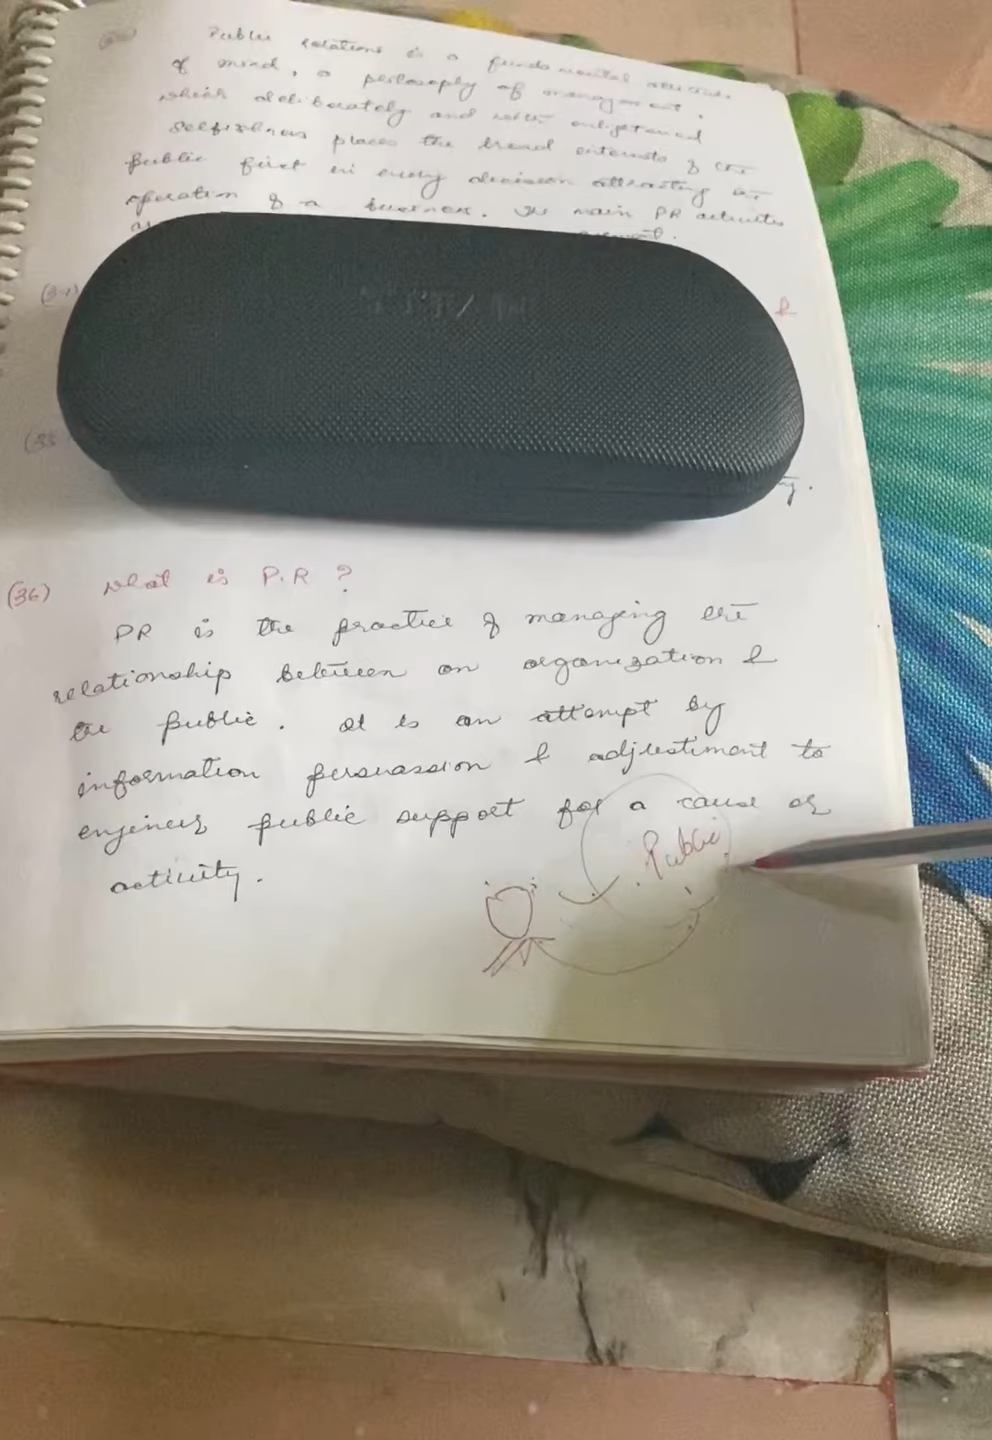 Public relations is a fundamental attitude
of mind, a philosophy of management,
which deliberately and with enlightened
selfishness places the broad interests of the
public first in every decision affecting the
operation of a business. The main PR activities
(36) What is P.R ?
PR is the practice of managing the
relationship between an organization &
the public. It is an attempt by
information persuassion & adjustiment to
engineer public support for a cause or
activity.
Public